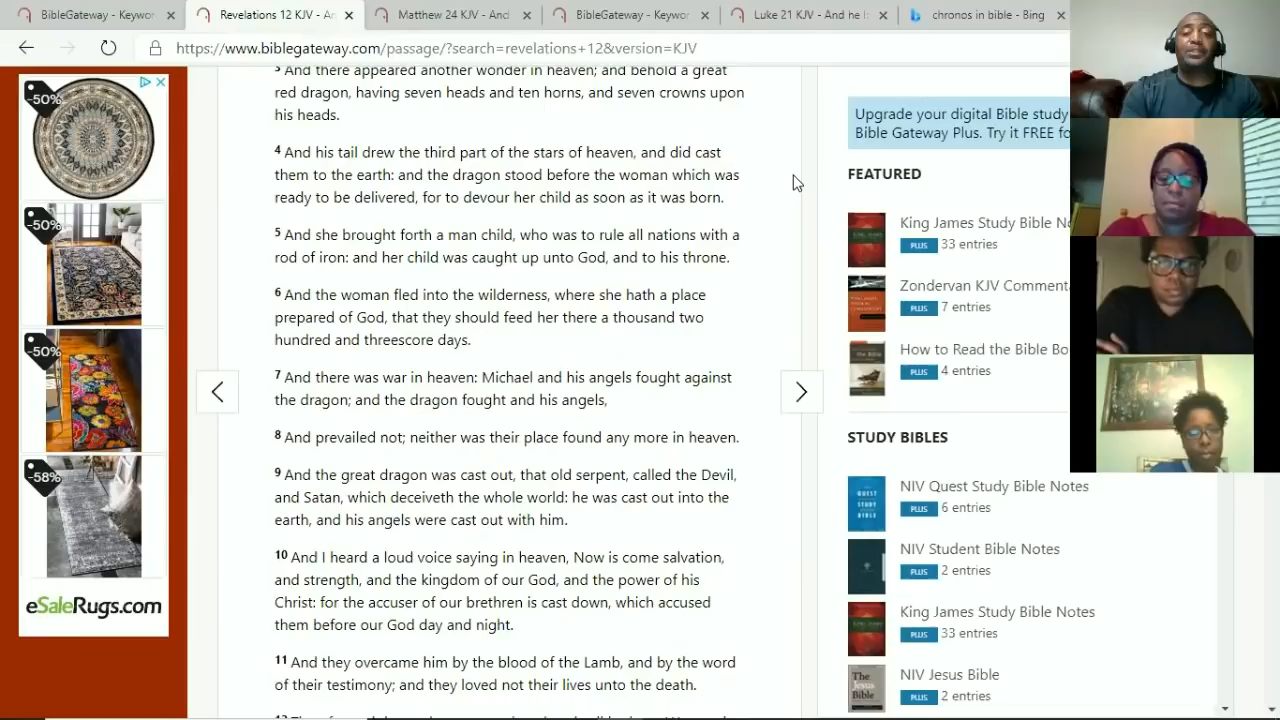 BibleGateway - Keywor
Revelations 12 KJV - An
Matthew 24 KJV - And
BibleGateway - Keywor
Luke 21 KJV - And he
chronos in bible - Bing
https://www.biblegateway.com/passage/?search=revelations+12&version=KJV
-50%
-50%
-50%
-58%
eSaleRugs.com
3 And there appeared another wonder in heaven; and behold a great
red dragon, having seven heads and ten horns, and seven crowns upon
his heads.
4 And his tail drew the third part of the stars of heaven, and did cast
them to the earth: and the dragon stood before the woman which was
ready to be delivered, for to devour her child as soon as it was born.
5 And she brought forth a man child, who was to rule all nations with a
rod of iron: and her child was caught up unto God, and to his throne.
6 And the woman fled into the wilderness, where she hath a place
prepared of God, that they should feed her there a thousand two
hundred and threescore days.
7 And there was war in heaven: Michael and his angels fought against
the dragon; and the dragon fought and his angels,
8 And prevailed not; neither was their place found any more in heaven.
9 And the great dragon was cast out, that old serpent, called the Devil,
and Satan, which deceiveth the whole world: he was cast out into the
earth, and his angels were cast out with him.
10 And I heard a loud voice saying in heaven, Now is come salvation,
and strength, and the kingdom of our God, and the power of his
Christ: for the accuser of our brethren is cast down, which accused
them before our God day and night.
11 And they overcame him by the blood of the Lamb, and by the word
of their testimony; and they loved not their lives unto the death.
Upgrade your digital Bible study
Bible Gateway Plus. Try it FREE fo
FEATURED
King James Study Bible No
PLUS 33 entries
Zondervan KJV Comment
PLUS 7 entries
How to Read the Bible Bo
PLUS 4 entries
STUDY BIBLES
NIV Quest Study Bible Notes
PLUS 6 entries
NIV Student Bible Notes
PLUS 2 entries
King James Study Bible Notes
PLUS 33 entries
NIV Jesus Bible
PLUS 2 entries
The
Jesus
Bible